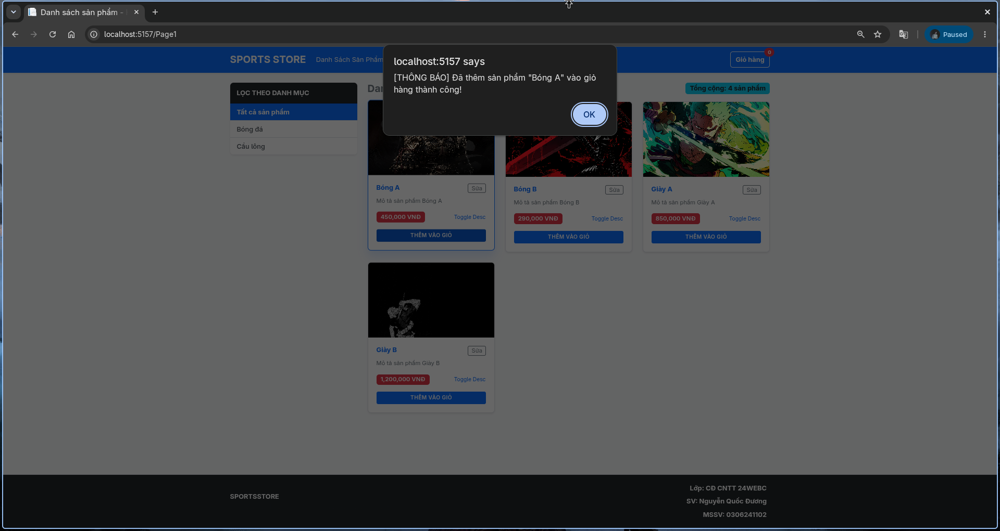 Danh sách sản phẩm -
localhost:5157/Page1
Paused
SPORTS STORE
Danh Sách Sản Phẩm
Giỏ hàng
0
localhost:5157 says
[THÔNG BÁO] Đã thêm sản phẩm "Bóng A" vào giỏ
hàng thành công!
OK
LỌC THEO DANH MỤC
Tất cả sản phẩm
Bóng đá
Cầu lông
Tổng cộng: 4 sản phẩm
Bóng A
Sửa
Mô tả sản phẩm Bóng A
450,000 VNĐ
Toggle Desc
THÊM VÀO GIỎ
Bóng B
Sửa
Mô tả sản phẩm Bóng B
290,000 VNĐ
Toggle Desc
THÊM VÀO GIỎ
Giày A
Sửa
Mô tả sản phẩm Giày A
850,000 VNĐ
Toggle Desc
THÊM VÀO GIỎ
Giày B
Sửa
Mô tả sản phẩm Giày B
1,200,000 VNĐ
Toggle Desc
THÊM VÀO GIỎ
SPORTSSTORE
Lớp: CĐ CNTT 24WEBC
SV: Nguyễn Quốc Đương
MSSV: 0306241102